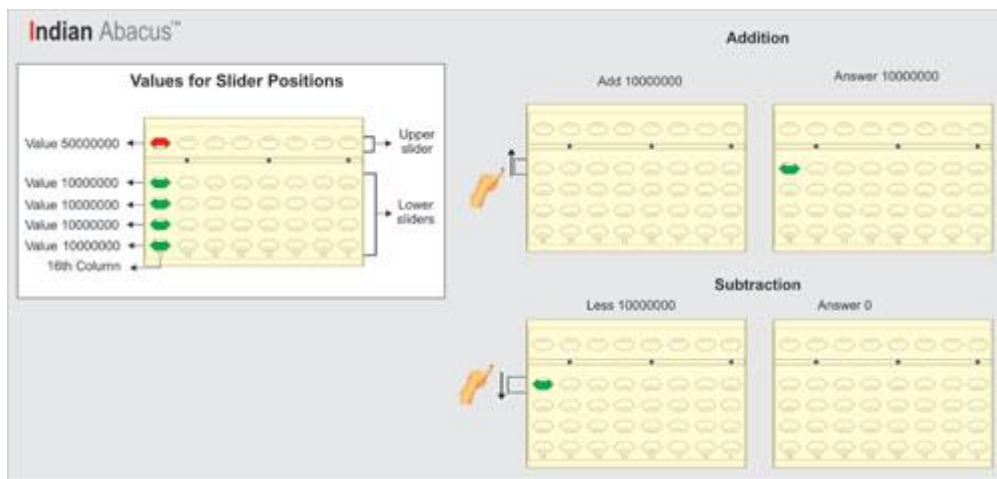 Indian Abacus™
Values for Slider Positions
Value 50000000
Upper slider
Value 10000000
Value 10000000
Lower sliders
Value 10000000
Value 10000000
16th Column
Addition
Add 10000000
Answer 10000000
Subtraction
Less 10000000
Answer 0